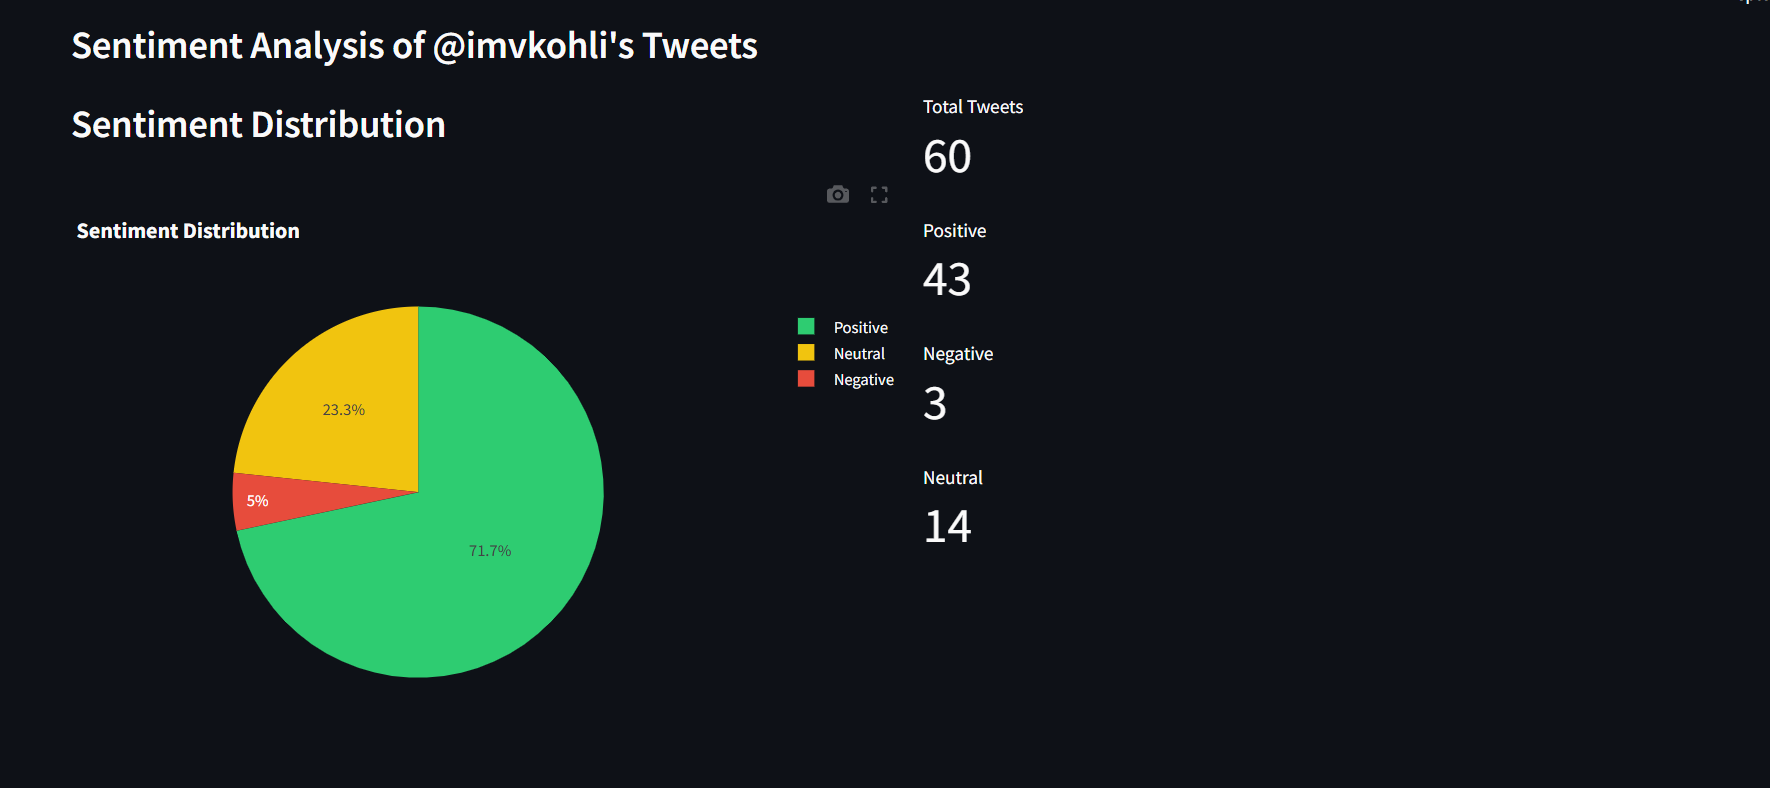 Sentiment Analysis of @imvkohli's Tweets
Sentiment Distribution
Sentiment Distribution
23.3%
5%
71.7%
Positive
Neutral
Negative
Total Tweets
60
Positive
43
Negative
3
Neutral
14